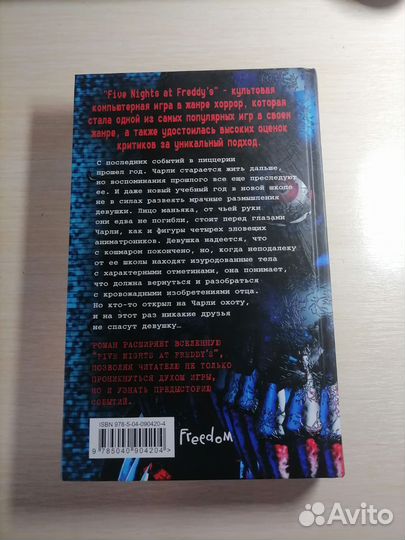 "Five Nights at Freddy's" - культовая
компьютерная игра в жанре хоррор, которая
стала одной из самых популярных игр в своем
жанре, а также удостоилась высоких оценок
критиков за уникальный подход.
С последних событий в пиццерии
прошел год. Чарли старается жить дальше,
но воспоминания прошлого все еще преследуют
ее. И даже новый учебный год в новой школе
не в силах развеять мрачные размышления
девушки. Лицо маньяка, от чьей руки
они едва не погибли, стоит перед глазами
Чарли, как и фигуры четырех зловещих
аниматроников. Девушка надеется, что
с кошмаром покончено, но, когда неподалеку
от ее школы находят изуродованные тела
с характерными отметинами, она понимает,
что должна вернуться и разобраться
с кровожадными изобретениями отца.
Но кто-то открыл на Чарли охоту,
и на этот раз никакие друзья
не спасут девушку…
РОМАН РАСШИРЯЕТ ВСЕЛЕННУЮ
"FIVE NIGHTS AT FREDDY'S",
ПОЗВОЛЯЯ ЧИТАТЕЛЮ НЕ ТОЛЬКО
ПРОНИКНУТЬСЯ ДУХОМ ИГРЫ,
НО И УЗНАТЬ ПРЕДЫСТОРИЮ
СОБЫТИЙ.
ISBN 978-5-04-090420-4
9 785040 904204 >
Freedom
Avito